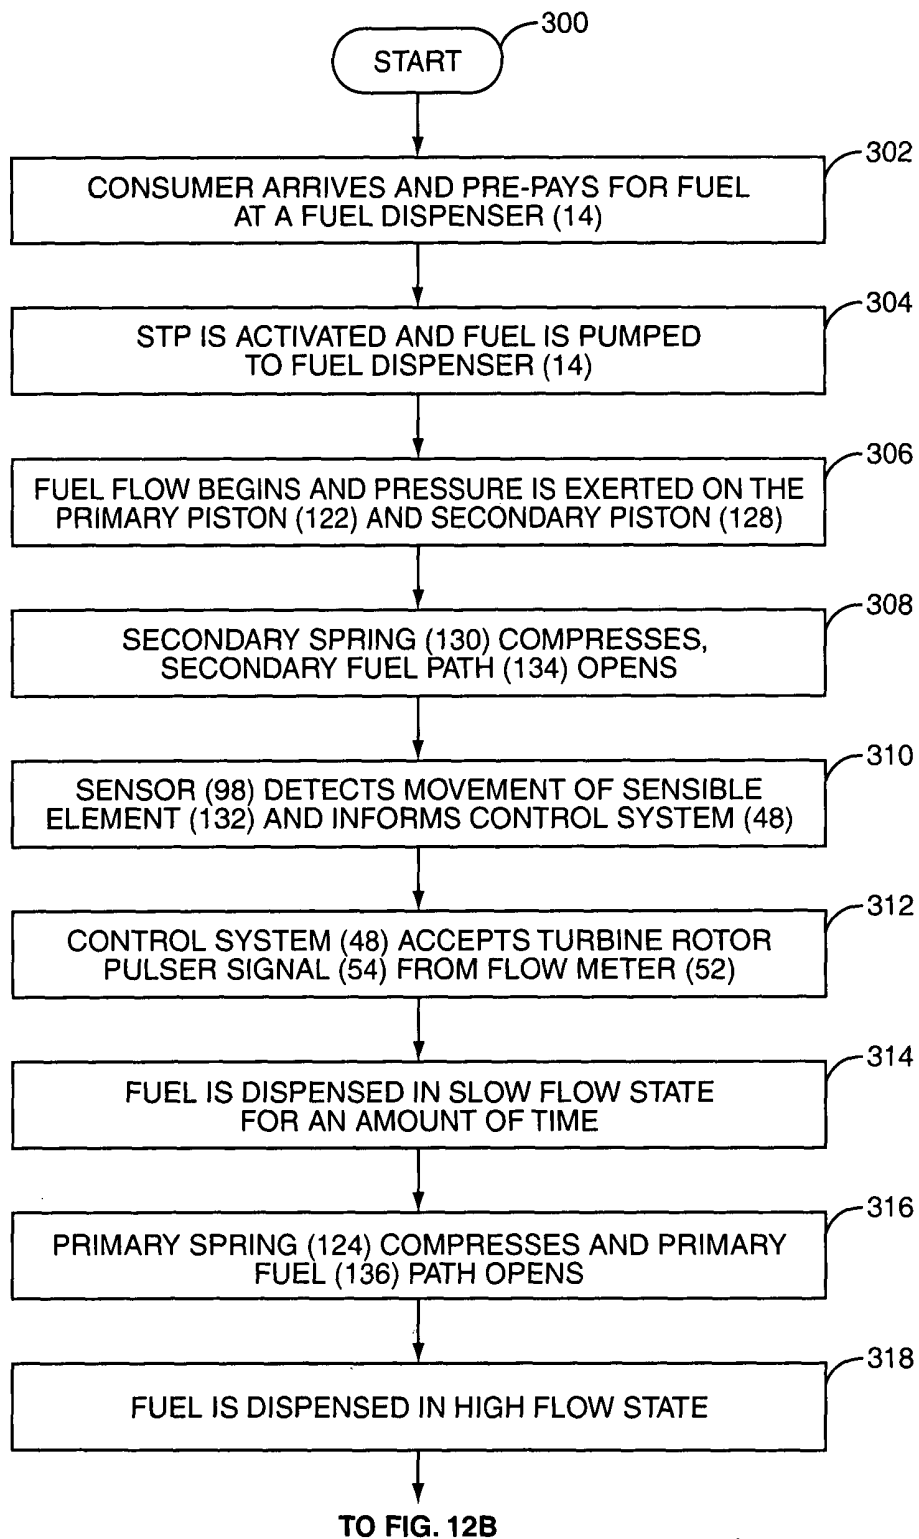 300
START
302
CONSUMER ARRIVES AND PRE-PAYS FOR FUEL
AT A FUEL DISPENSER (14)
304
STP IS ACTIVATED AND FUEL IS PUMPED
TO FUEL DISPENSER (14)
306
FUEL FLOW BEGINS AND PRESSURE IS EXERTED ON THE
PRIMARY PISTON (122) AND SECONDARY PISTON (128)
308
SECONDARY SPRING (130) COMPRESSES,
SECONDARY FUEL PATH (134) OPENS
310
SENSOR (98) DETECTS MOVEMENT OF SENSIBLE
ELEMENT (132) AND INFORMS CONTROL SYSTEM (48)
312
CONTROL SYSTEM (48) ACCEPTS TURBINE ROTOR
PULSER SIGNAL (54) FROM FLOW METER (52)
314
FUEL IS DISPENSED IN SLOW FLOW STATE
FOR AN AMOUNT OF TIME
316
PRIMARY SPRING (124) COMPRESSES AND PRIMARY
FUEL (136) PATH OPENS
318
FUEL IS DISPENSED IN HIGH FLOW STATE
TO FIG. 12B